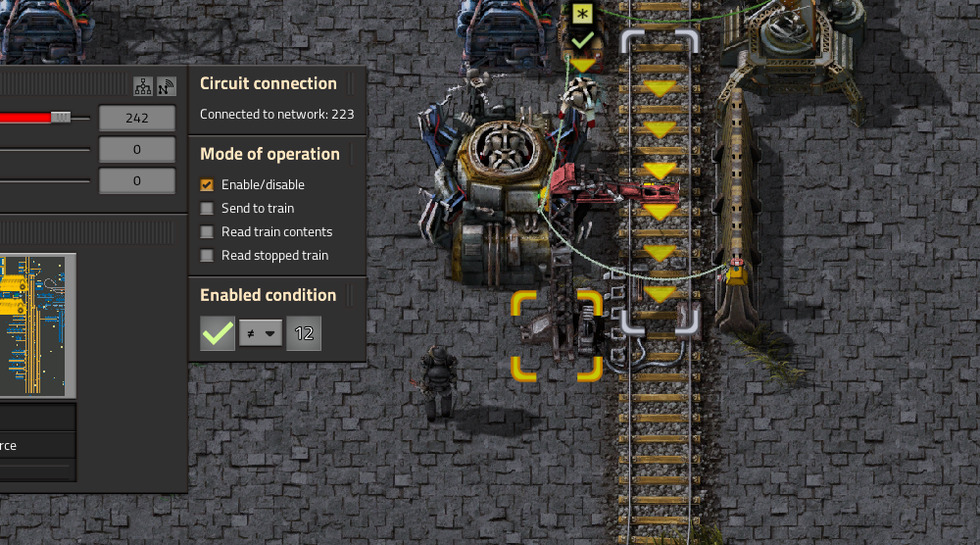 242
0
0
rce
Circuit connection
Connected to network: 223
Mode of operation
Enable/disable
Send to train
Read train contents
Read stopped train
Enabled condition
≠ 12